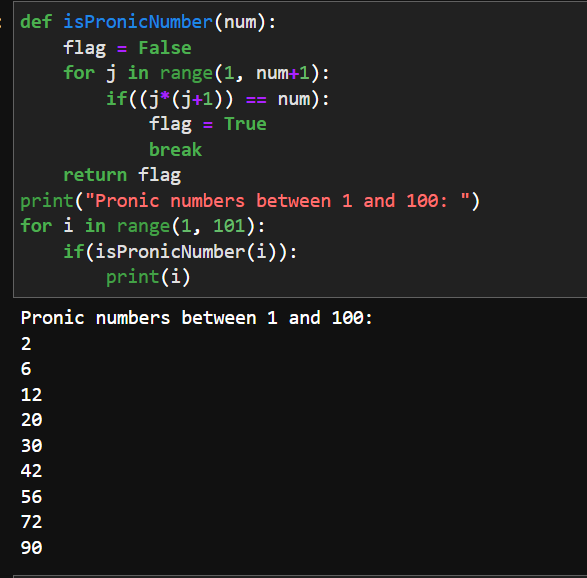 :
def isPronicNumber(num):
    flag = False
    for j in range(1, num+1):
        if((j*(j+1)) == num):
            flag = True
            break
    return flag
print("Pronic numbers between 1 and 100: ")
for i in range(1, 101):
    if(isPronicNumber(i)):
        print(i)
Pronic numbers between 1 and 100:
2
6
12
20
30
42
56
72
90